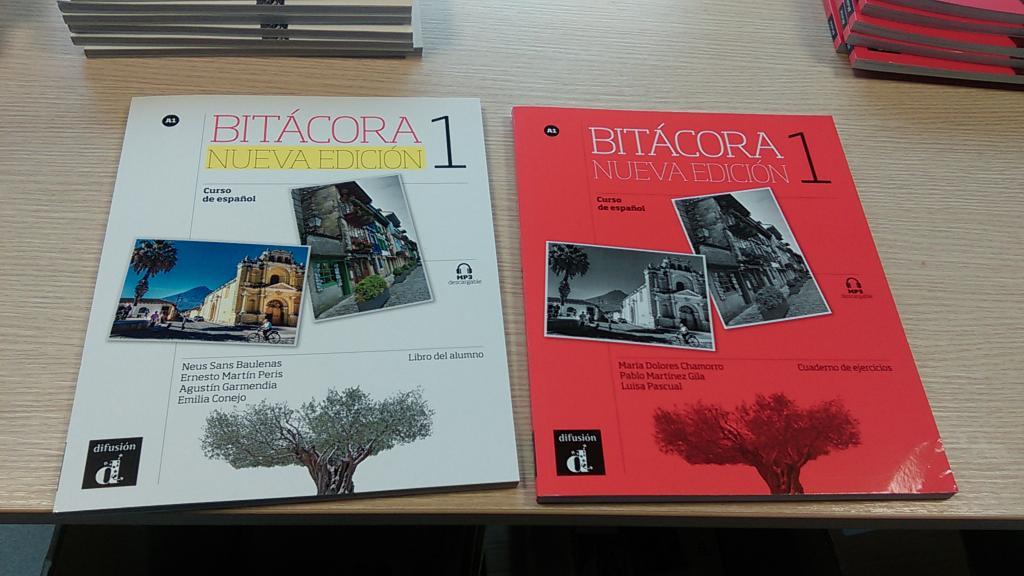 A1
BITÁCORA 1
NUEVA EDICIÓN
Curso
de español
MP3
descargable
Libro del alumno
Neus Sans Baulenas
Ernesto Martín Peris
Agustín Garmendia
Emilia Conejo
difusión
d
A1
BITÁCORA 1
NUEVA EDICIÓN
Curso
de español
MP3
descargable
María Dolores Chamorro
Pablo Martínez Gila
Luisa Pascual
Cuaderno de ejercicios
difusión
d